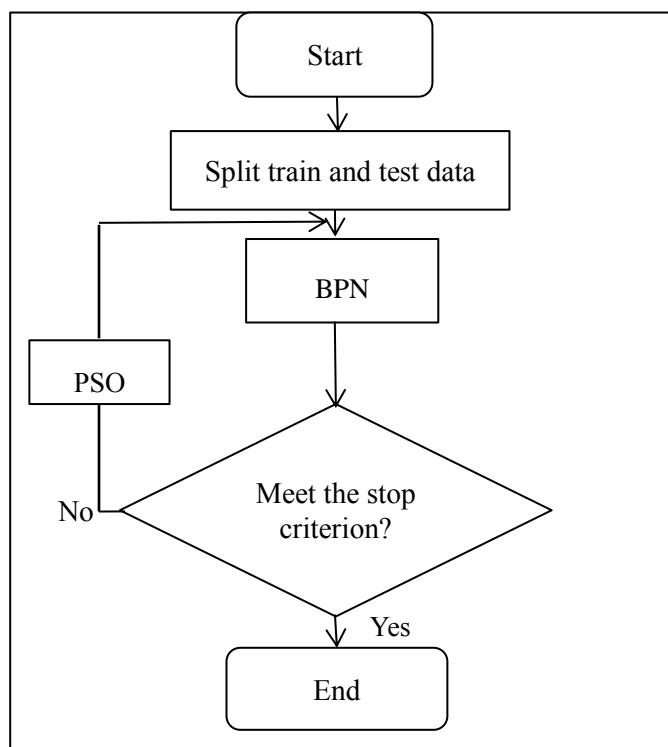 Start
Split train and test data
BPN
PSO
Meet the stop
criterion?
No
Yes
End